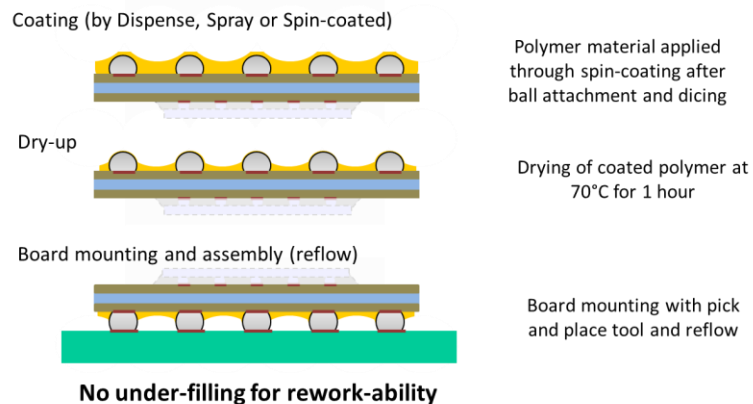 Coating (by Dispense, Spray or Spin-coated)
Polymer material applied
through spin-coating after
ball attachment and dicing
Dry-up
Drying of coated polymer at
70°C for 1 hour
Board mounting and assembly (reflow)
Board mounting with pick
and place tool and reflow
No under-filling for rework-ability